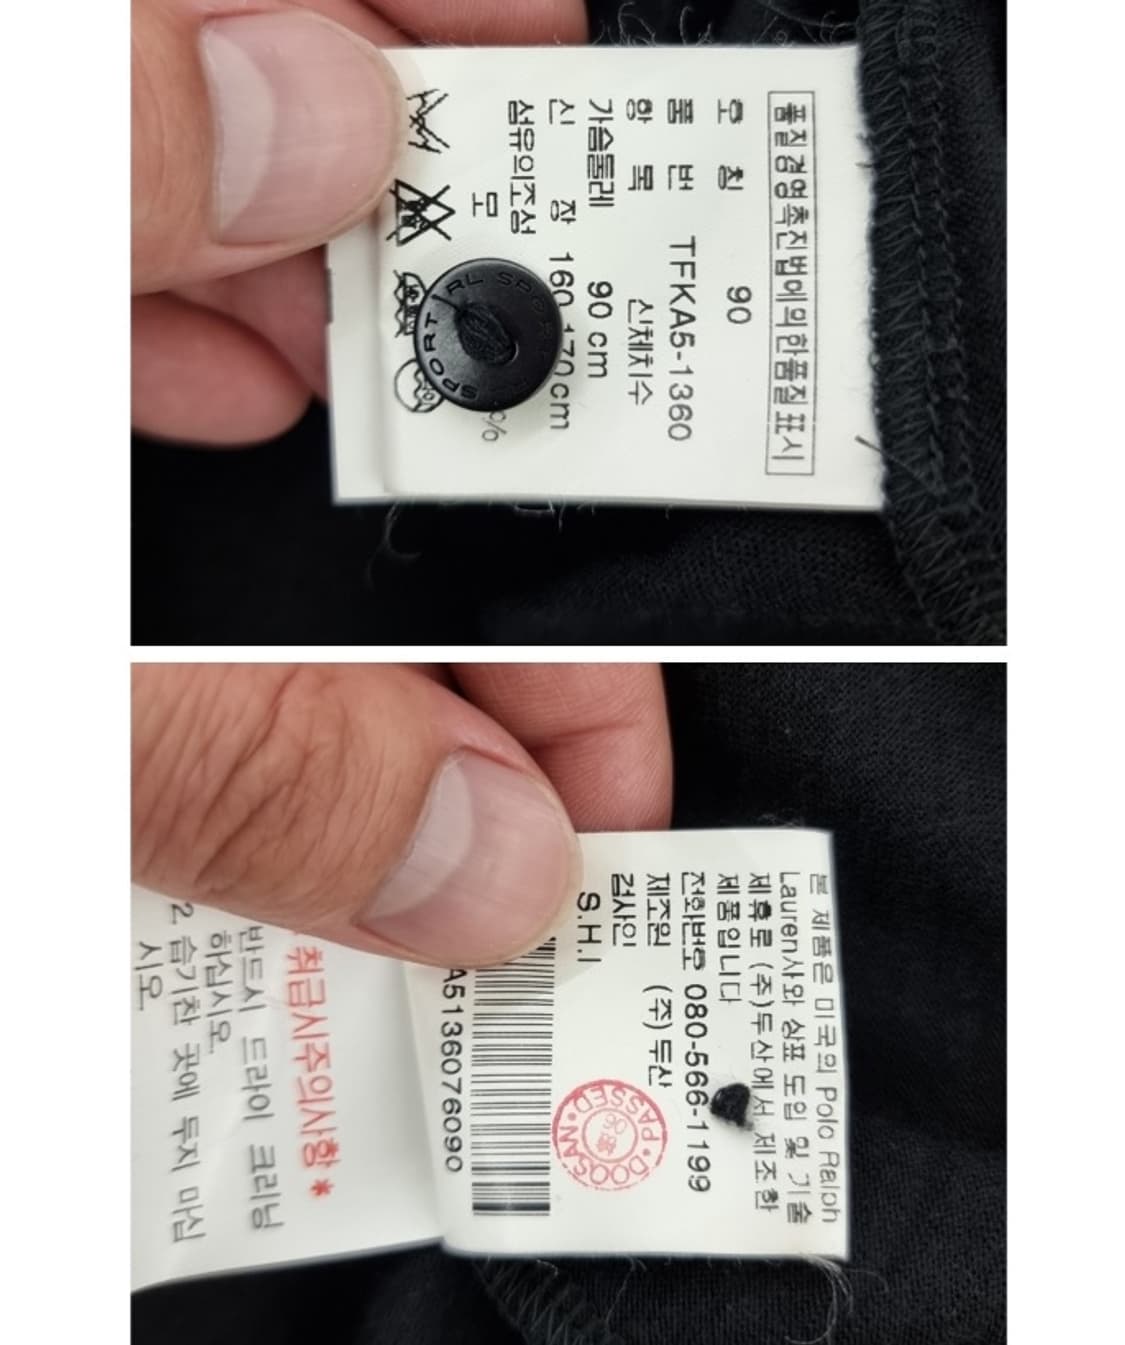 품질경영촉진법에의한품질표시
호 칭 90
품 번 TFKA5-1360
항 목 신체치수
가슴둘레 90 cm
신 장 160 170cm
섬유의조성
모 %
RL SPORT SPORT
본 제품은 미국의 Polo Ralph
Lauren사와 상표 도입 및 기술
제휴로 (주)두산에서 제조한
제품입니다
전화번호 080-566-1199
제조원 (주) 두산
검사인
S.H.I
DOOSAN PASSED
A5136076090
취급시주의사항*
반드시 드라이 크리닝
하십시오
2 습기찬 곳에 두지 마십
시오